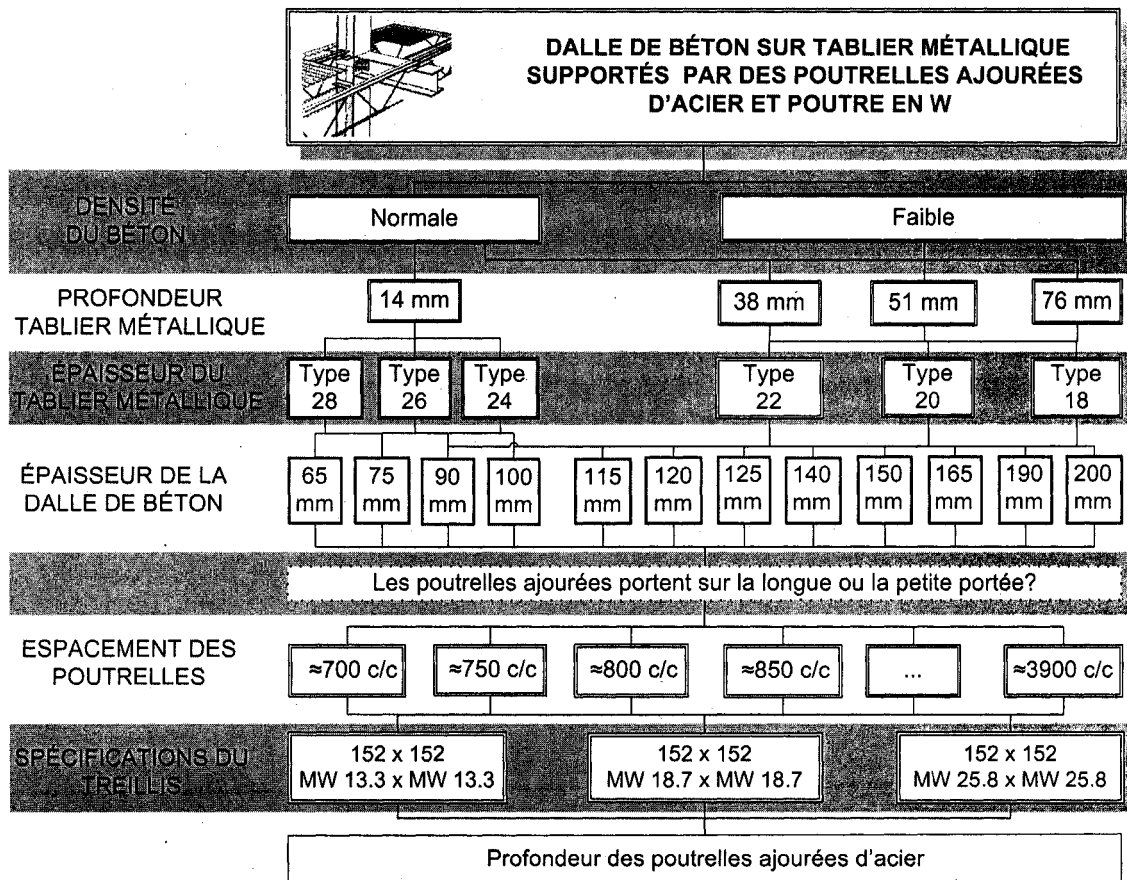 DALLE DE BÉTON SUR TABLIER MÉTALLIQUE
SUPPORTÉS PAR DES POUTRELLES AJOURÉES
D'ACIER ET POUTRE EN W
DENSITÉ
DU BÉTON
Normale
Faible
PROFONDEUR
TABLIER MÉTALLIQUE
14 mm
38 mm
51 mm
76 mm
ÉPAISSEUR DU
TABLIER MÉTALLIQUE
Type
28
Type
26
Type
24
Type
22
Type
20
Type
18
ÉPAISSEUR DE LA
DALLE DE BÉTON
65
mm
75
mm
90
mm
100
mm
115
mm
120
mm
125
mm
140
mm
150
mm
165
mm
190
mm
200
mm
Les poutrelles ajourées portent sur la longue ou la petite portée?
ESPACEMENT DES
POUTRELLES
≈700 c/c
≈750 c/c
≈800 c/c
≈850 c/c
...
≈3900 c/c
SPÉCIFICATIONS DU
TREILLIS
152 x 152
MW 13.3 x MW 13.3
152 x 152
MW 18.7 x MW 18.7
152 x 152
MW 25.8 x MW 25.8
Profondeur des poutrelles ajourées d'acier